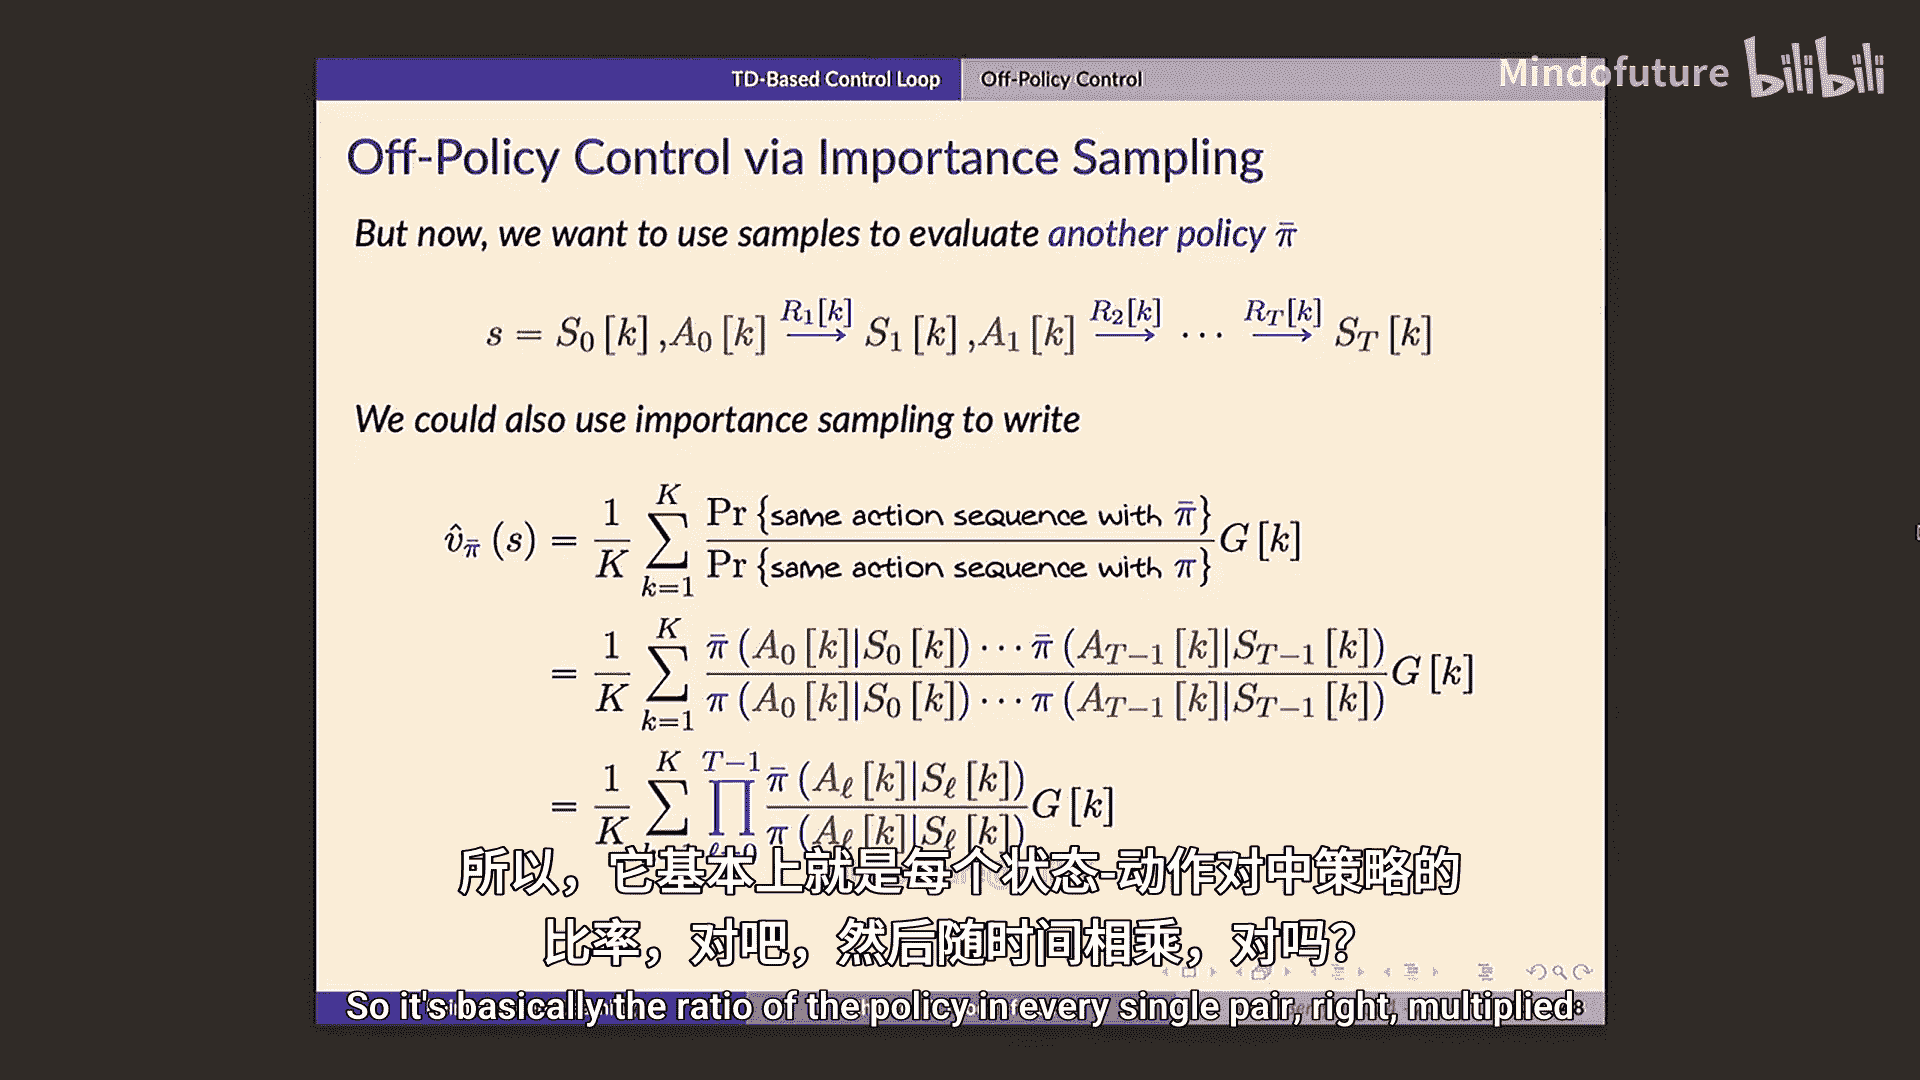 TD-Based Control Loop Off-Policy Control
Mindofuture bilibili
Off-Policy Control via Importance Sampling
But now, we want to use samples to evaluate another policy π̄
s = S₀[k], A₀[k] —R₁[k]→ S₁[k], A₁[k] —R₂[k]→ ··· —R_T[k]→ S_T[k]
We could also use importance sampling to write
v̂_π̄(s) = 1/K ∑_{k=1}^{K} Pr{same action sequence with π̄} / Pr{same action sequence with π} G[k]
= 1/K ∑_{k=1}^{K} π̄(A₀[k]|S₀[k]) ··· π̄(A_{T−1}[k]|S_{T−1}[k]) / π(A₀[k]|S₀[k]) ··· π(A_{T−1}[k]|S_{T−1}[k]) G[k]
= 1/K ∑^{K} ∏_{ℓ=0}^{T−1} π̄(A_ℓ[k]|S_ℓ[k]) / π(A_ℓ[k]|S_ℓ[k]) G[k]
所以，它基本上就是每个状态-动作对中策略的
比率，对吧，然后随时间相乘，对吗？
So it's basically the ratio of the policy in every single pair, right, multiplied